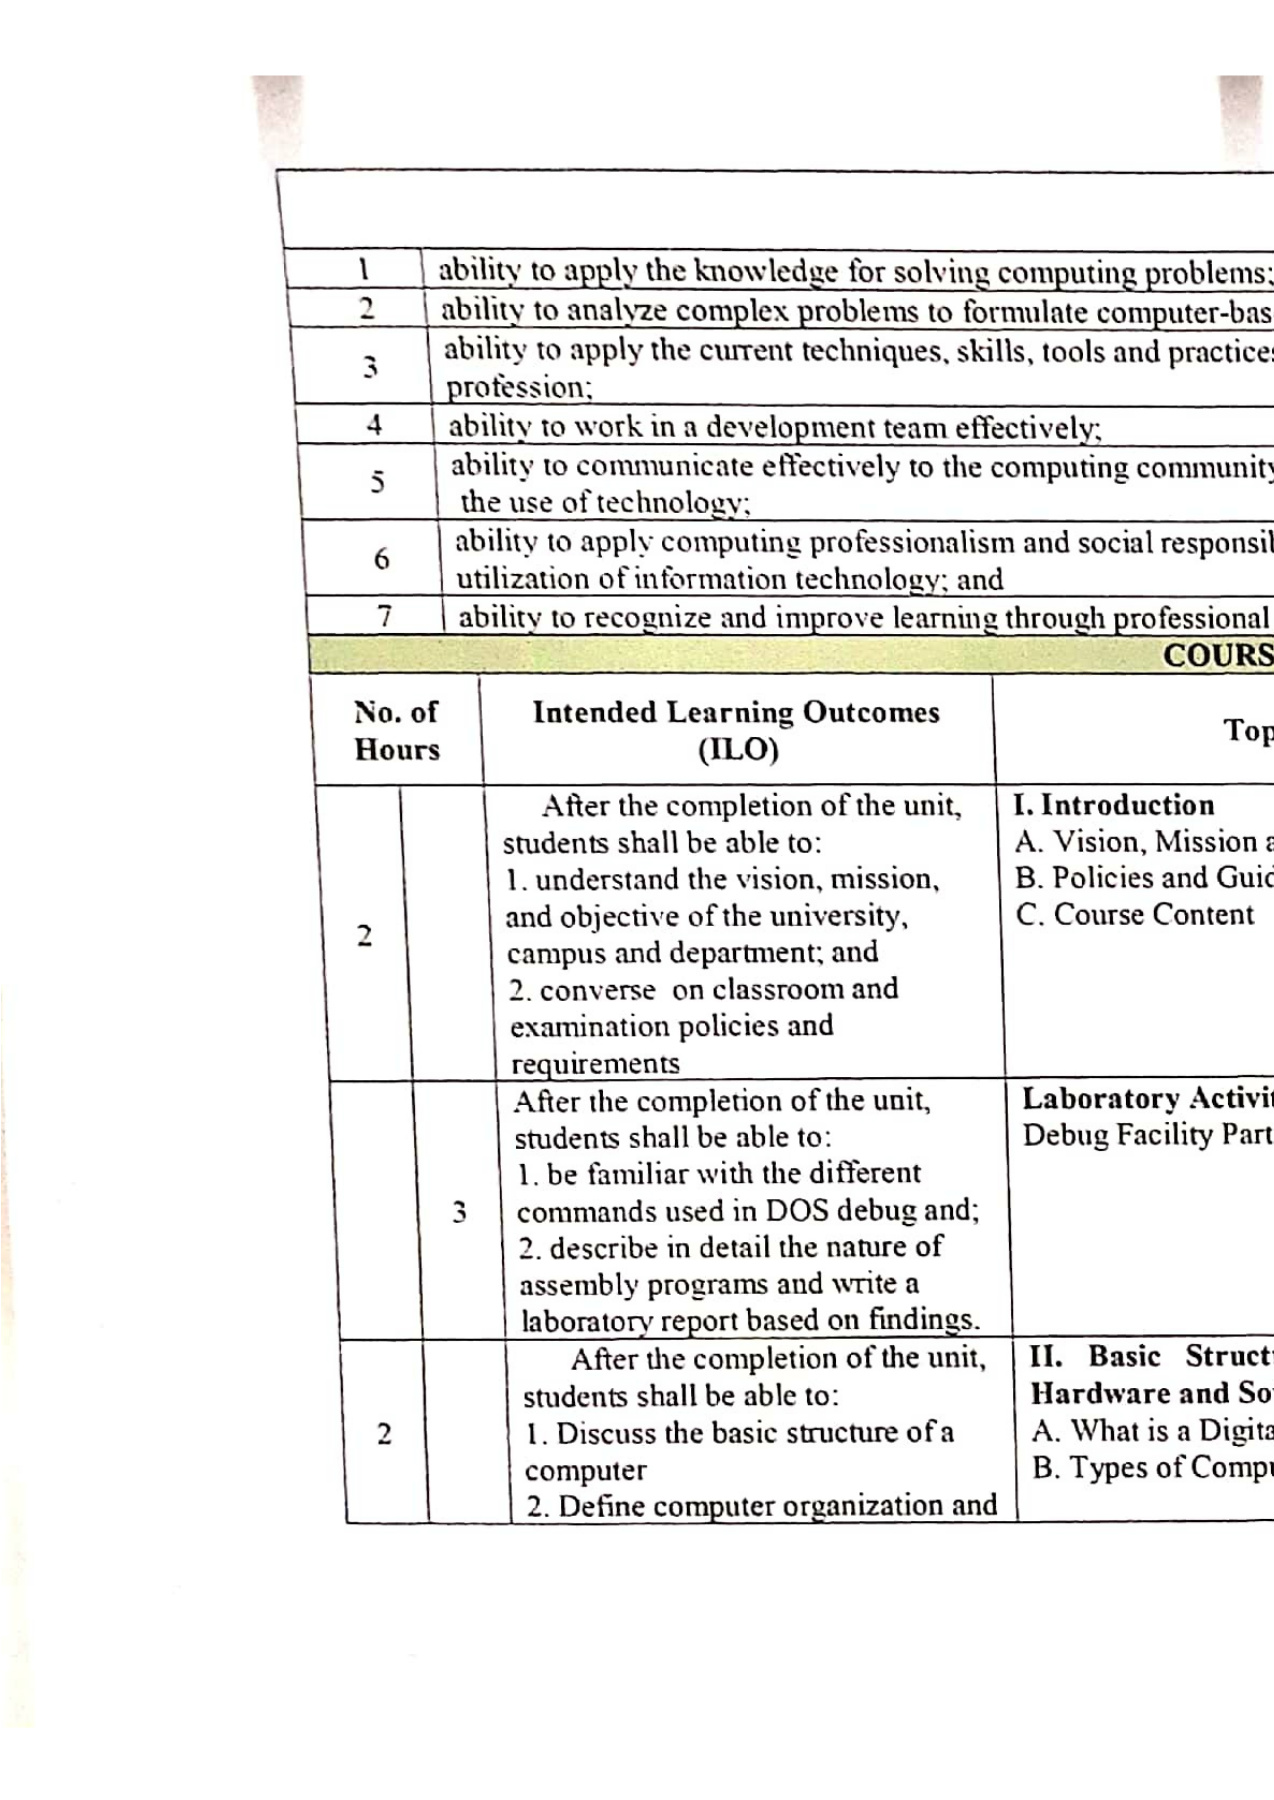 1 ability to apply the knowledge for solving computing problems;
2 ability to analyze complex problems to formulate computer-bas
ability to apply the current techniques, skills, tools and practices
3
profession;
4 ability to work in a development team effectively;
ability to communicate effectively to the computing community
5
the use of technology;
ability to apply computing professionalism and social responsib
6
utilization of information technology; and
7 ability to recognize and improve learning through professional
COURS
No. of
Hours
Intended Learning Outcomes
(ILO)
Top
2
After the completion of the unit,
students shall be able to:
1. understand the vision, mission,
and objective of the university,
campus and department; and
2. converse on classroom and
examination policies and
requirements
I. Introduction
A. Vision, Mission a
B. Policies and Guid
C. Course Content
3
After the completion of the unit,
students shall be able to:
1. be familiar with the different
commands used in DOS debug and;
2. describe in detail the nature of
assembly programs and write a
laboratory report based on findings.
Laboratory Activit
Debug Facility Part
2
After the completion of the unit,
students shall be able to:
1. Discuss the basic structure of a
computer
2. Define computer organization and
II. Basic Struct
Hardware and So
A. What is a Digita
B. Types of Compu